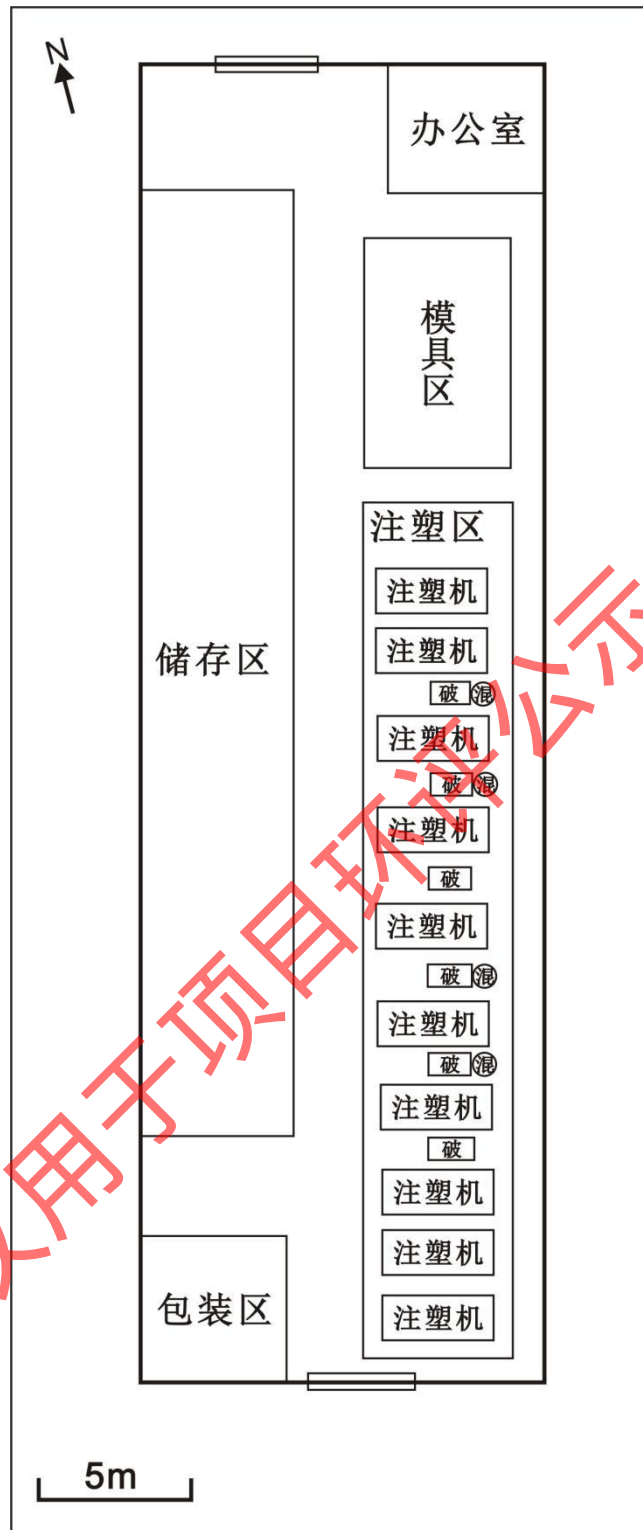 N
办公室
模具区
注塑区
注塑机
注塑机
破 混
储存区
注塑机
破 混
注塑机
破
注塑机
破 混
注塑机
破 混
注塑机
破
注塑机
注塑机
包装区
注塑机
5m
仅用于项目环评公示